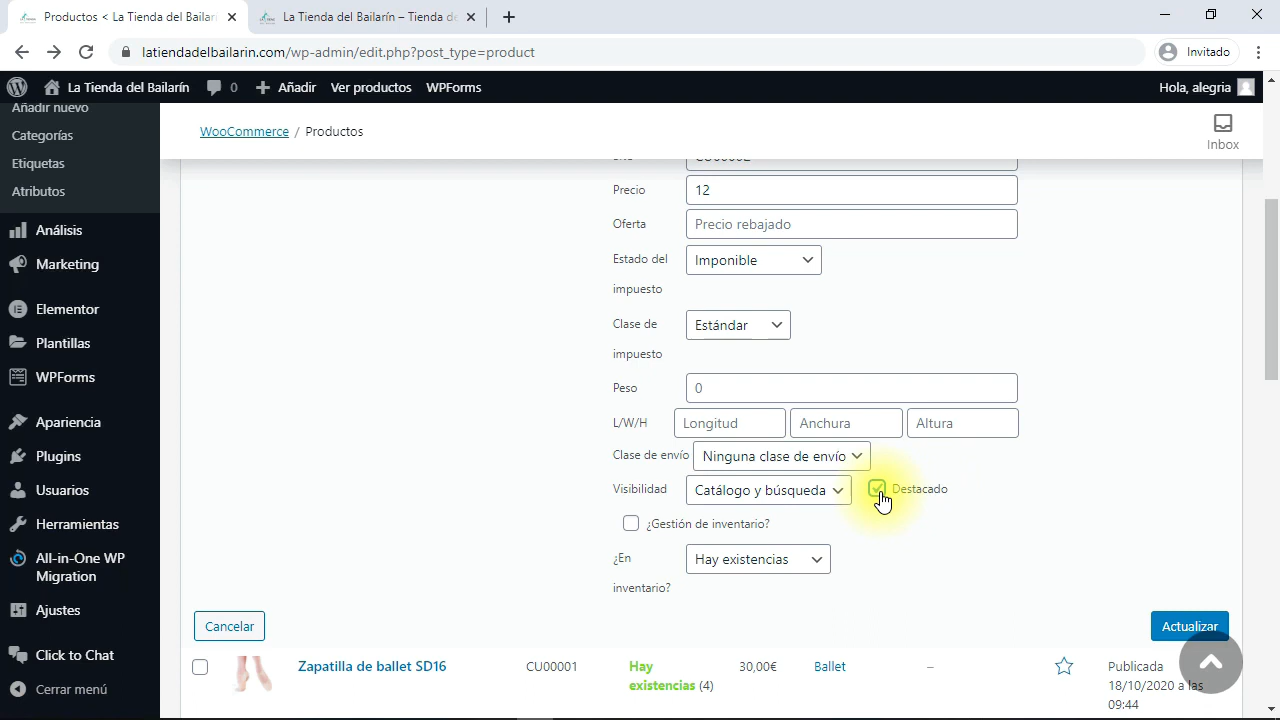 Productos < La Tienda del Bailarí
La Tienda del Bailarín – Tienda de
latiendadelbailarin.com/wp-admin/edit.php?post_type=product
Invitado
La Tienda del Bailarín
0
Añadir
Ver productos
WPForms
Hola, alegria
Añadir nuevo
Categorías
Etiquetas
Atributos
Análisis
Marketing
Elementor
Plantillas
WPForms
Apariencia
Plugins
Usuarios
Herramientas
All-in-One WP
Migration
Ajustes
Click to Chat
Cerrar menú
WooCommerce / Productos
Inbox
Precio
12
Oferta
Precio rebajado
Estado del
impuesto
Imponible
Clase de
impuesto
Estándar
Peso
0
L/W/H
Longitud
Anchura
Altura
Clase de envío
Ninguna clase de envío
Visibilidad
Catálogo y búsqueda
Destacado
¿Gestión de inventario?
¿En
inventario?
Hay existencias
Cancelar
Actualizar
Zapatilla de ballet SD16
CU00001
Hay
existencias (4)
30,00€
Ballet
–
Publicada
18/10/2020 a las
09:44